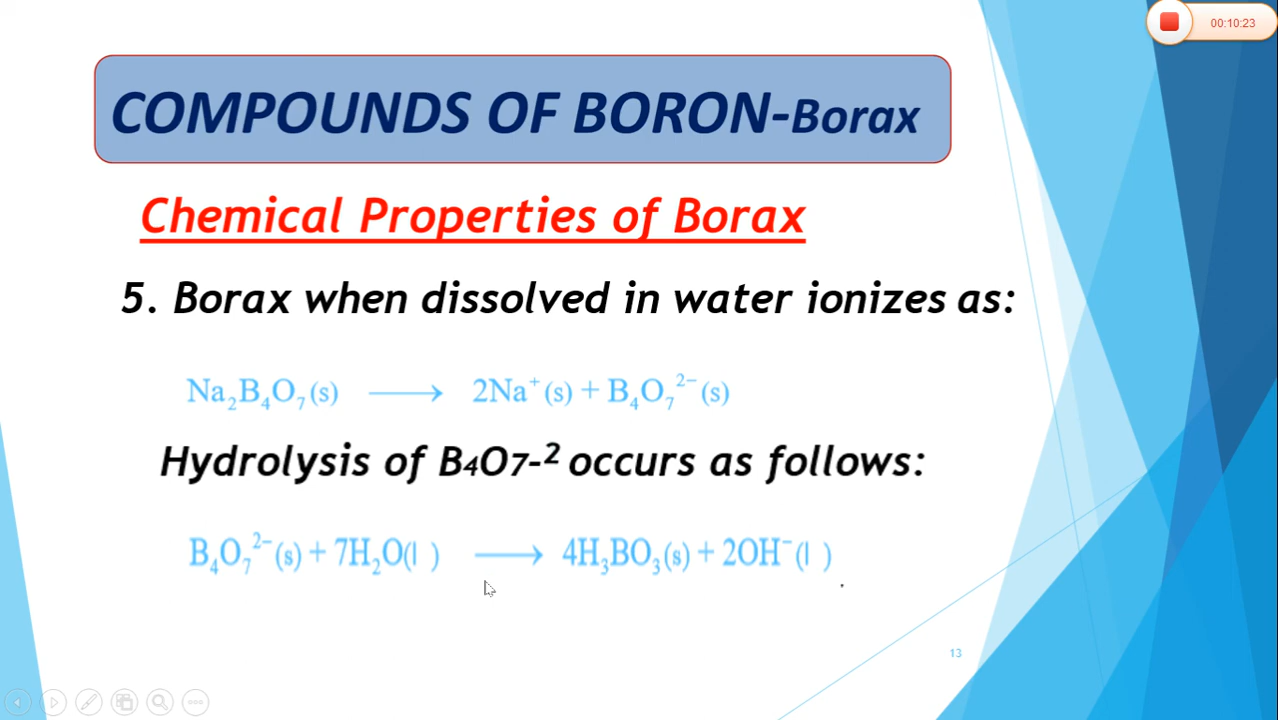 00:10:23
COMPOUNDS OF BORON-Borax
Chemical Properties of Borax
5. Borax when dissolved in water ionizes as:
Na₂B₄O₇(s) ⟶ 2Na⁺(s) + B₄O₇²⁻(s)
Hydrolysis of B₄O₇-² occurs as follows:
B₄O₇²⁻(s) + 7H₂O(l ) ⟶ 4H₃BO₃(s) + 2OH⁻(l )
13